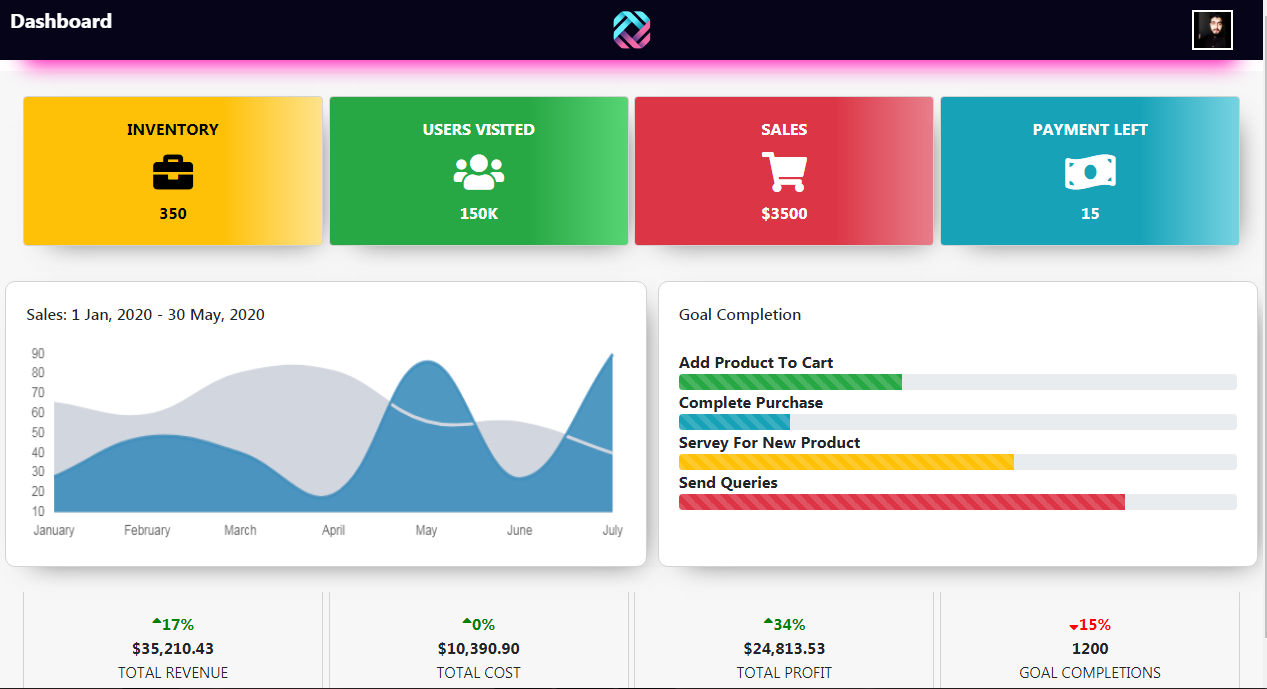 Dashboard
INVENTORY
350
USERS VISITED
150K
SALES
$3500
PAYMENT LEFT
15
Sales: 1 Jan, 2020 - 30 May, 2020
90
80
70
60
50
40
30
20
10
January February March April May June July
Goal Completion
Add Product To Cart
Complete Purchase
Servey For New Product
Send Queries
17%
$35,210.43
TOTAL REVENUE
0%
$10,390.90
TOTAL COST
34%
$24,813.53
TOTAL PROFIT
15%
1200
GOAL COMPLETIONS